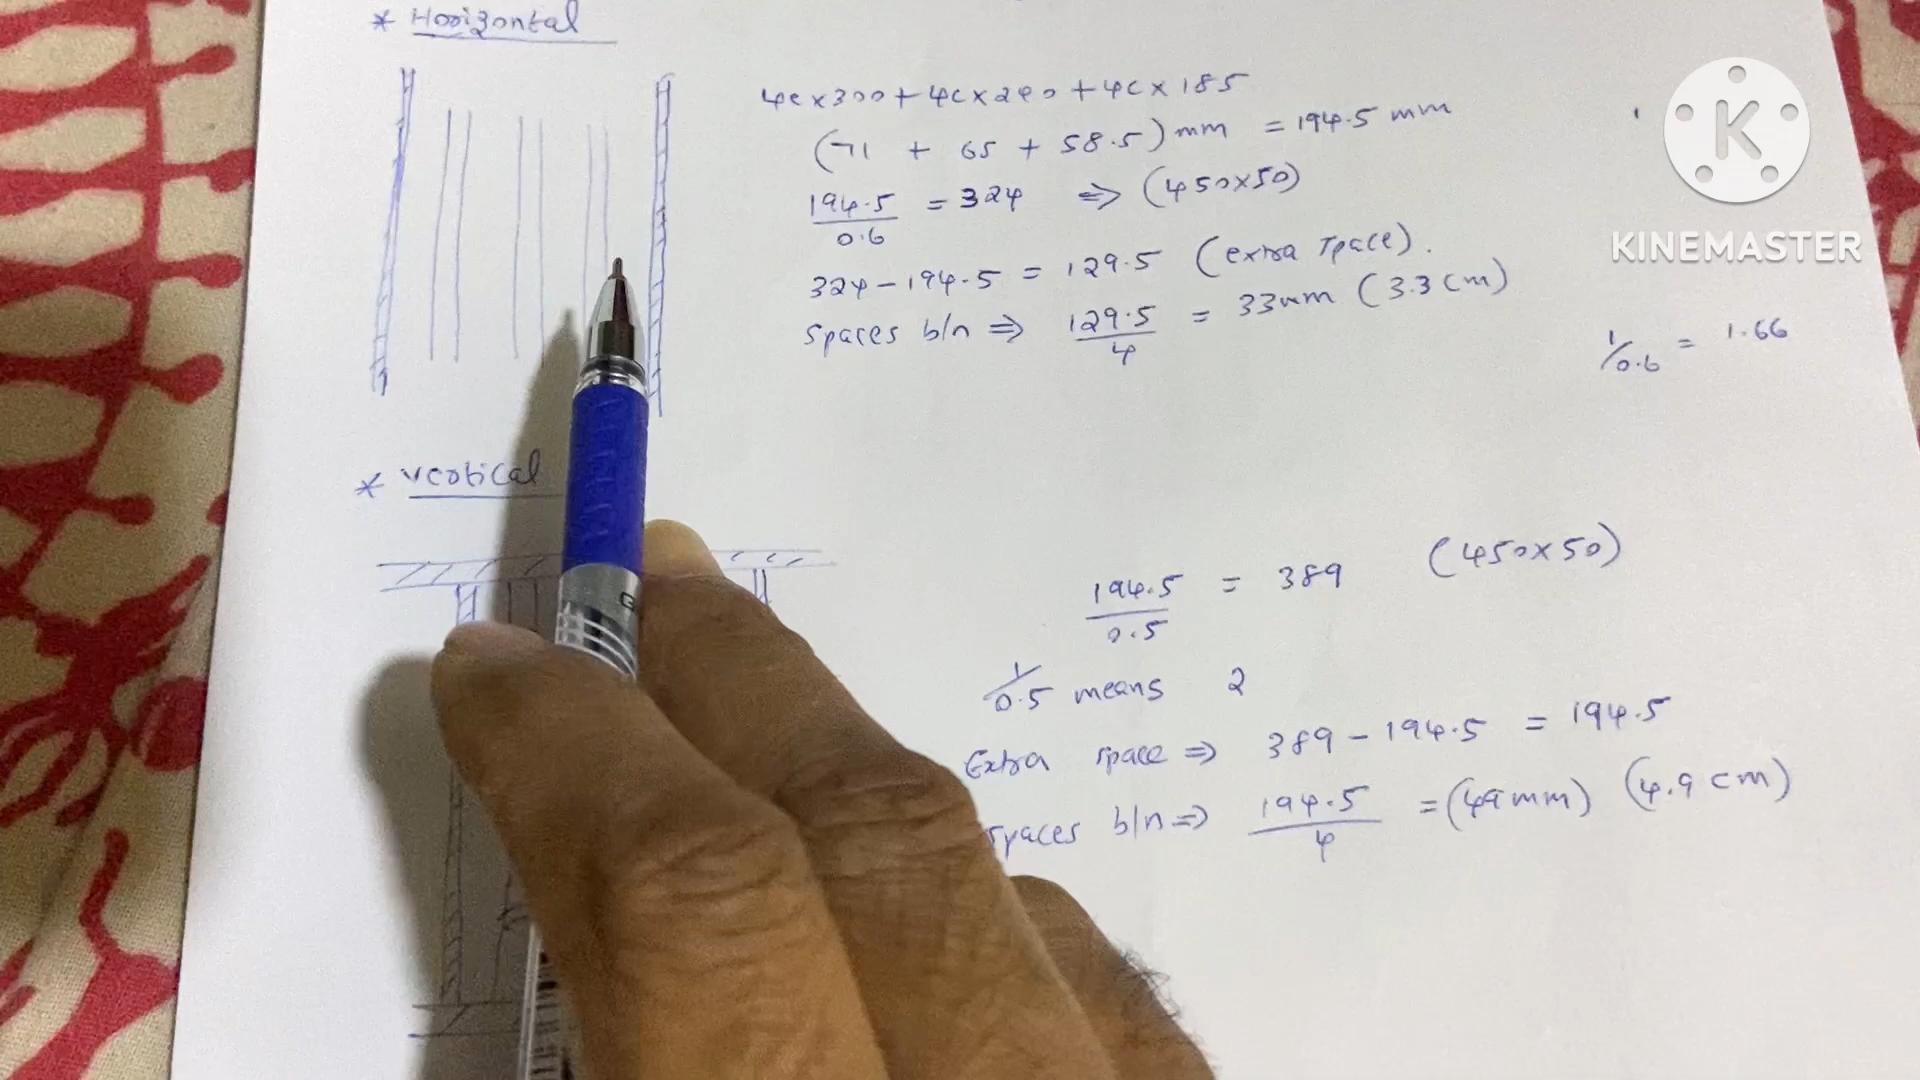 * Horizontal
4c x 300 + 4c x 240 + 4c x 185
(71 + 65 + 58.5) mm = 194.5 mm
194.5/0.6 = 324 => (450x50)
324 - 194.5 = 129.5 (extra space).
spaces b/n => 129.5/4 = 33mm (3.3 cm)
1/0.6 = 1.66
* vertical
194.5/0.5 = 389 (450x50)
1/0.5 means 2
Extra space => 389 - 194.5 = 194.5
spaces b/n => 194.5/4 = (49mm) (4.9 cm)
K
KINEMASTER